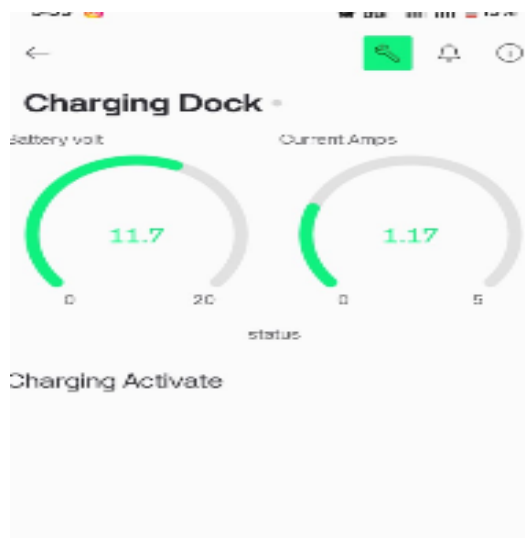 Charging Dock
Battery volt
Current Amps
11.7
1.17
0
20
0
5
status
Charging Activate